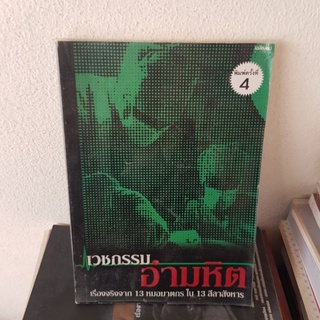 พิมพ์ครั้งที่
4
เวชกรรม
อำมหิต
เรื่องจริงจาก 13 หมอฆาตกร ใน 13 ลีลาสังหาร